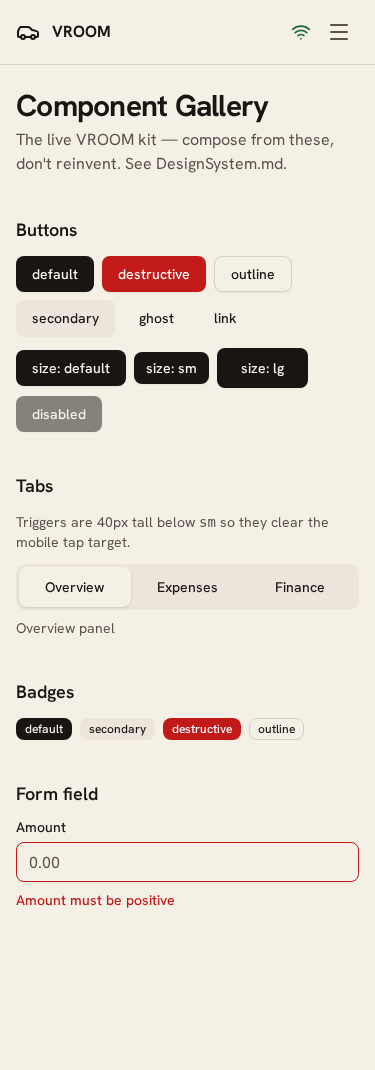 VROOM
Component Gallery
The live VROOM kit — compose from these,
don't reinvent. See DesignSystem.md.
Buttons
default destructive outline
secondary ghost link
size: default size: sm size: lg
disabled
Tabs
Triggers are 40px tall below sm so they clear the
mobile tap target.
Overview Expenses Finance
Overview panel
Badges
default secondary destructive outline
Form field
Amount
0.00
Amount must be positive